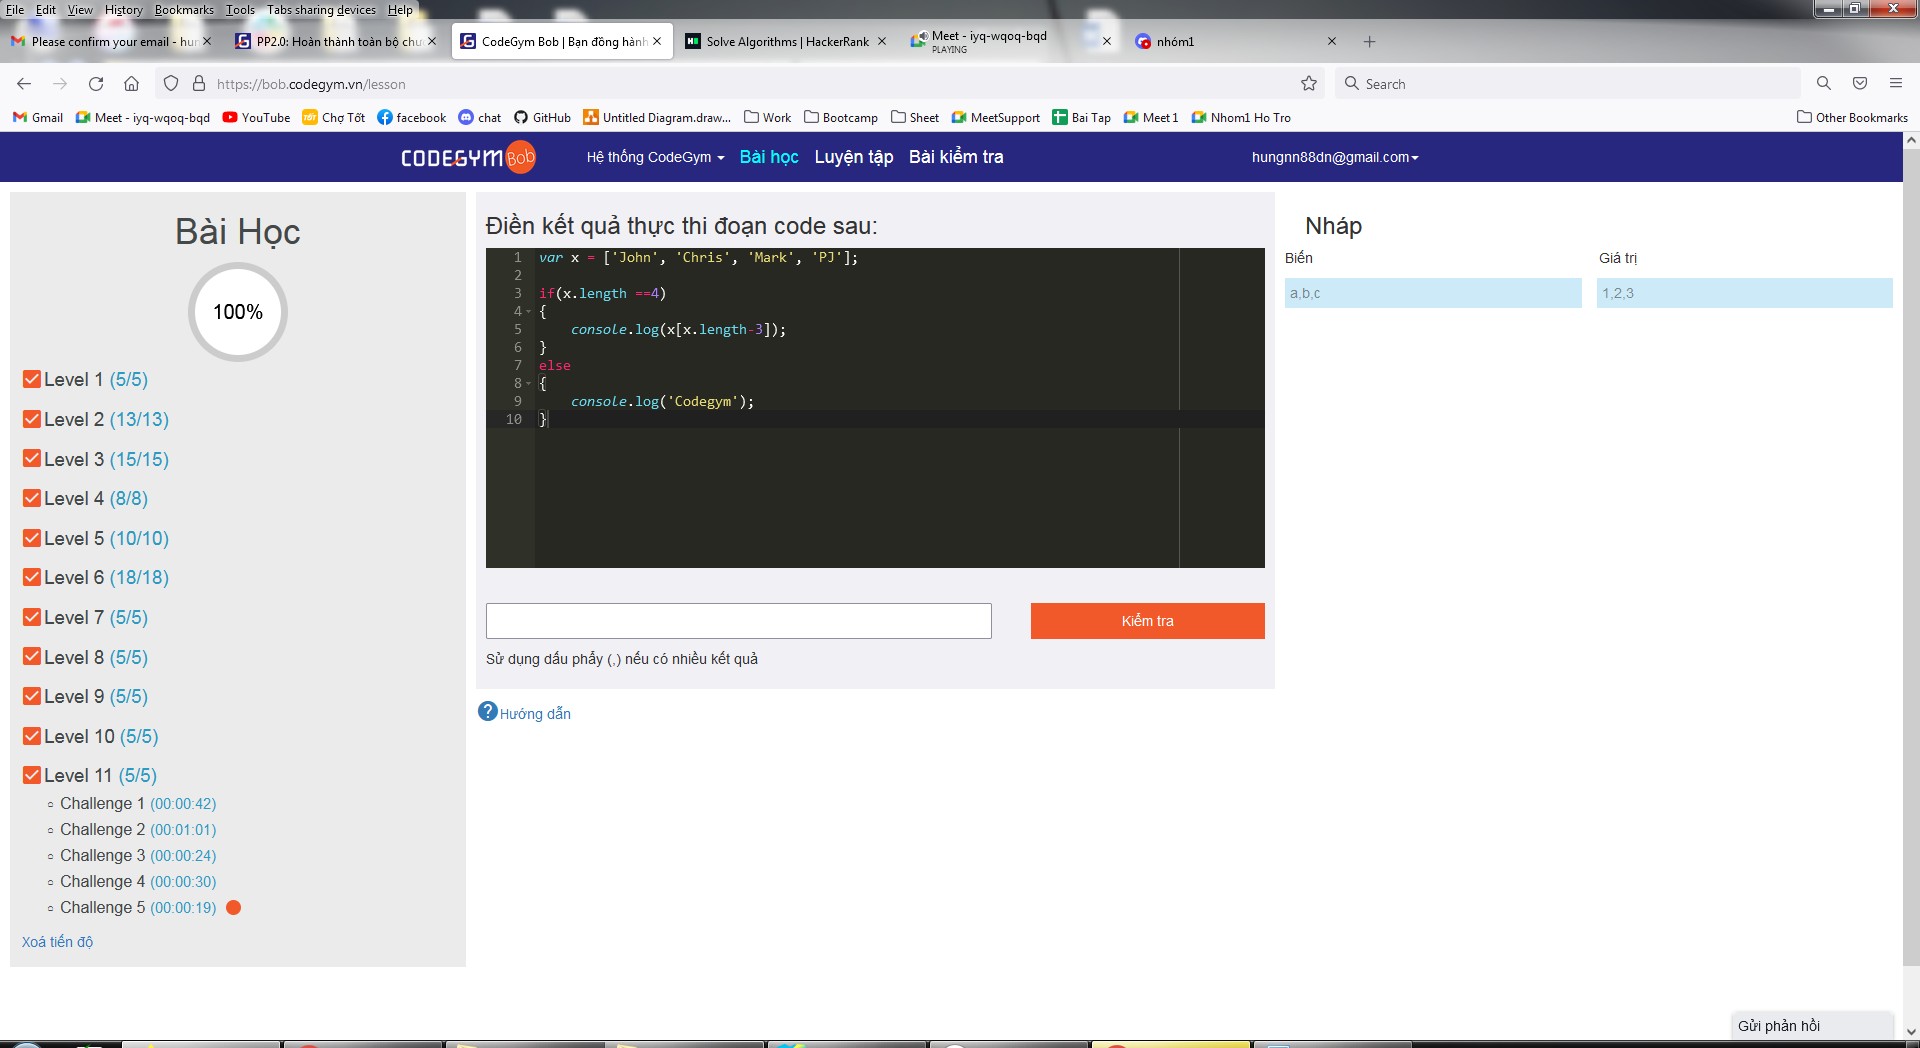 File Edit View History Bookmarks Tools Tabs sharing devices Help
Please confirm your email - hun
PP2.0: Hoàn thành toàn bộ chươ
CodeGym Bob | Bạn đồng hành
Solve Algorithms | HackerRank
Meet - iyq-wqoq-bqd
PLAYING
nhóm1
https://bob.codegym.vn/lesson
Search
Gmail Meet - iyq-wqoq-bqd YouTube Chợ Tốt facebook chat GitHub Untitled Diagram.draw... Work Bootcamp Sheet MeetSupport Bai Tap Meet 1 Nhom1 Ho Tro Other Bookmarks
CODEGYM Bob Hệ thống CodeGym Bài học Luyện tập Bài kiểm tra hungnn88dn@gmail.com
Bài Học
100%
Level 1 (5/5)
Level 2 (13/13)
Level 3 (15/15)
Level 4 (8/8)
Level 5 (10/10)
Level 6 (18/18)
Level 7 (5/5)
Level 8 (5/5)
Level 9 (5/5)
Level 10 (5/5)
Level 11 (5/5)
Challenge 1 (00:00:42)
Challenge 2 (00:01:01)
Challenge 3 (00:00:24)
Challenge 4 (00:00:30)
Challenge 5 (00:00:19)
Xoá tiến độ
Điền kết quả thực thi đoạn code sau:
1 var x = ['John', 'Chris', 'Mark', 'PJ'];
2
3 if(x.length ==4)
4 {
5 console.log(x[x.length-3]);
6 }
7 else
8 {
9 console.log('Codegym');
10 }
Kiểm tra
Sử dụng dấu phẩy (,) nếu có nhiều kết quả
? Hướng dẫn
Nháp
Biến Giá trị
a,b,c 1,2,3
Gửi phản hồi